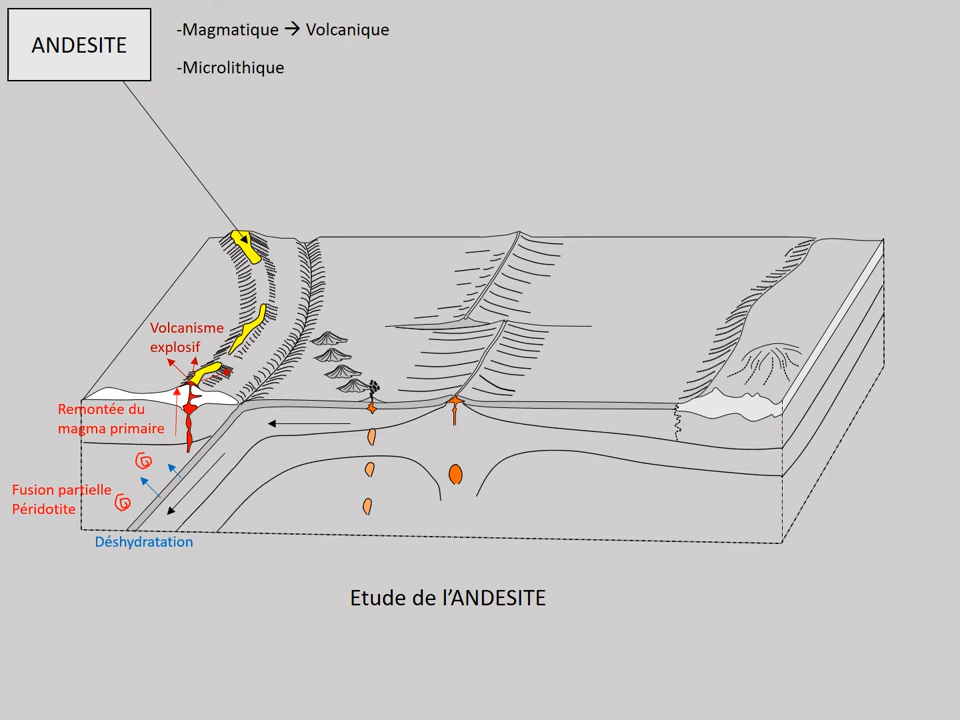 ANDESITE
-Magmatique → Volcanique
-Microlithique
Volcanisme
explosif
Remontée du
magma primaire
Fusion partielle
Péridotite
Déshydratation
Etude de l'ANDESITE